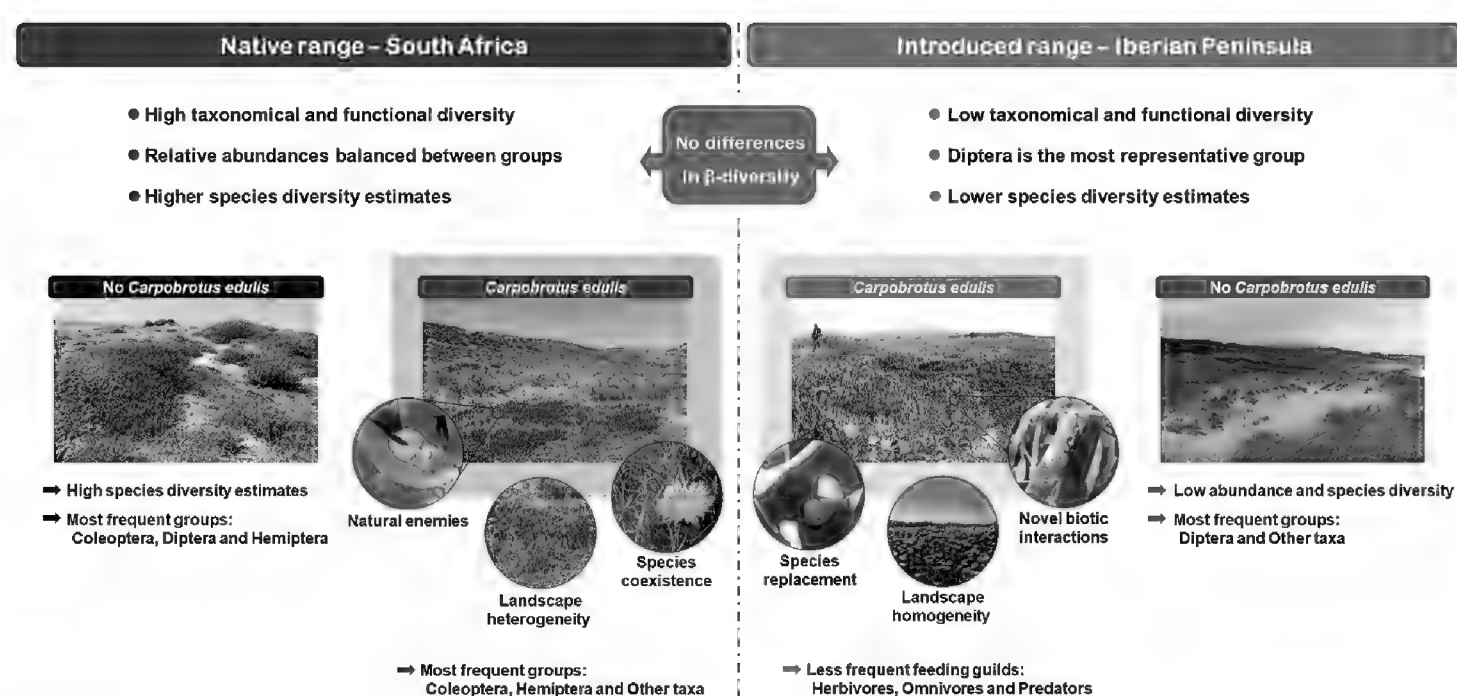 Native range – South Africa
Introduced range – Iberian Peninsula
● High taxonomical and functional diversity
● Relative abundances balanced between groups
● Higher species diversity estimates
No differences
in β-diversity
● Low taxonomical and functional diversity
● Diptera is the most representative group
● Lower species diversity estimates
No Carpobrotus edulis
Carpobrotus edulis
Carpobrotus edulis
No Carpobrotus edulis
➡ High species diversity estimates
➡ Most frequent groups:
Coleoptera, Diptera and Hemiptera
Natural enemies
Landscape
heterogeneity
Species
coexistence
➡ Most frequent groups:
Coleoptera, Hemiptera and Other taxa
Species
replacement
Landscape
homogeneity
Novel biotic
interactions
➡ Less frequent feeding guilds:
Herbivores, Omnivores and Predators
➡ Low abundance and species diversity
➡ Most frequent groups:
Diptera and Other taxa